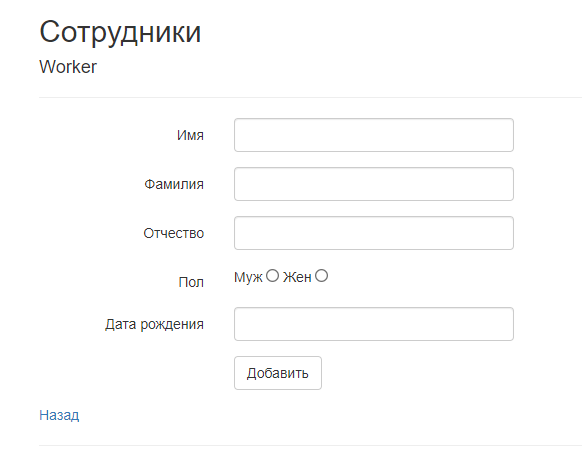 Сотрудники
Worker
Имя
Фамилия
Отчество
Пол Муж Жен
Дата рождения
Добавить
Назад